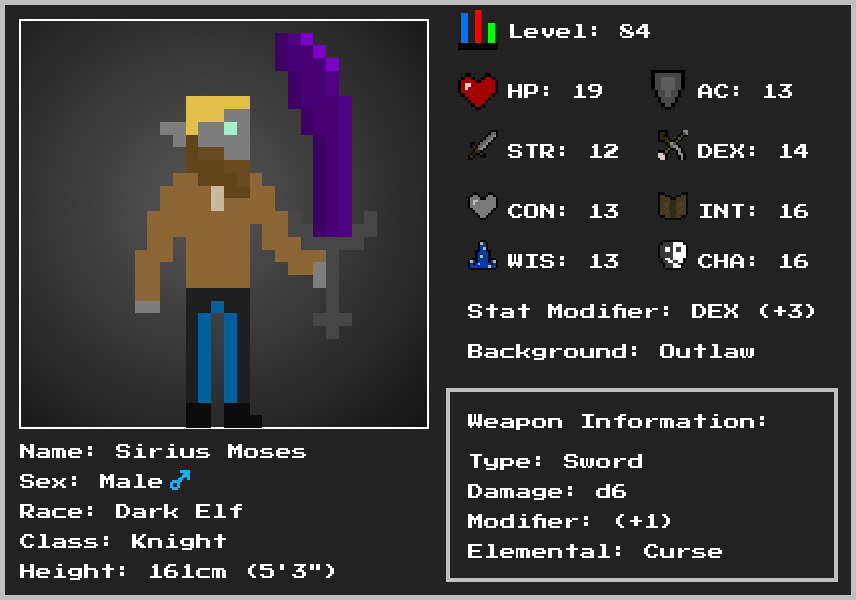 Level: 84
HP: 19
AC: 13
STR: 12
DEX: 14
CON: 13
INT: 16
WIS: 13
CHA: 16
Stat Modifier: DEX (+3)
Background: Outlaw
Weapon Information:
Type: Sword
Damage: d6
Modifier: (+1)
Elemental: Curse
Name: Sirius Moses
Sex: Male♂
Race: Dark Elf
Class: Knight
Height: 161cm (5'3")